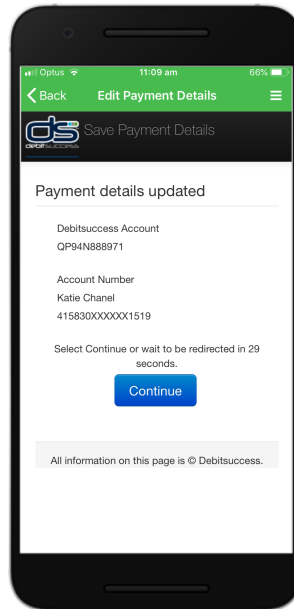 Optus 11:09 am 66%
Back Edit Payment Details
ds Save Payment Details
debitsuccess
Payment details updated
Debitsuccess Account
QP94N888971
Account Number
Katie Chanel
415830XXXXXX1519
Select Continue or wait to be redirected in 29
seconds.
Continue
All information on this page is © Debitsuccess.